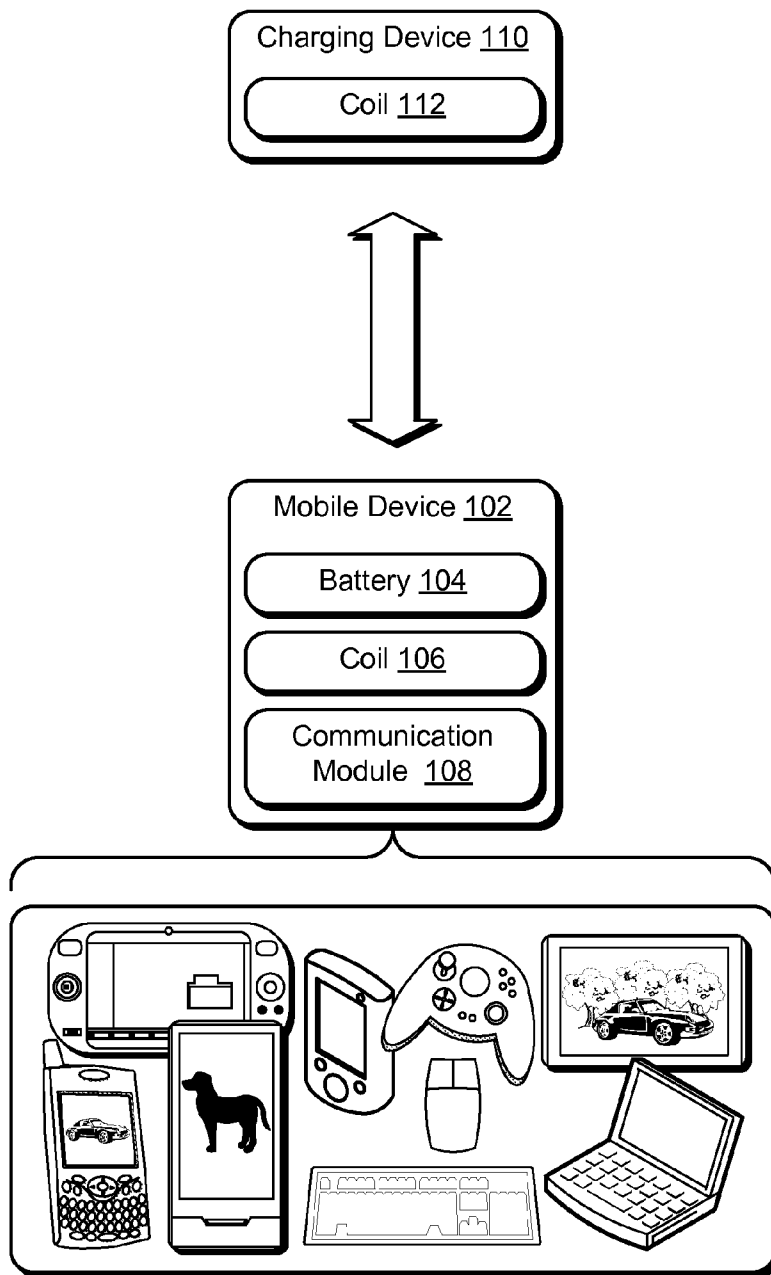 Charging Device 110
Coil 112
Mobile Device 102
Battery 104
Coil 106
Communication
Module 108